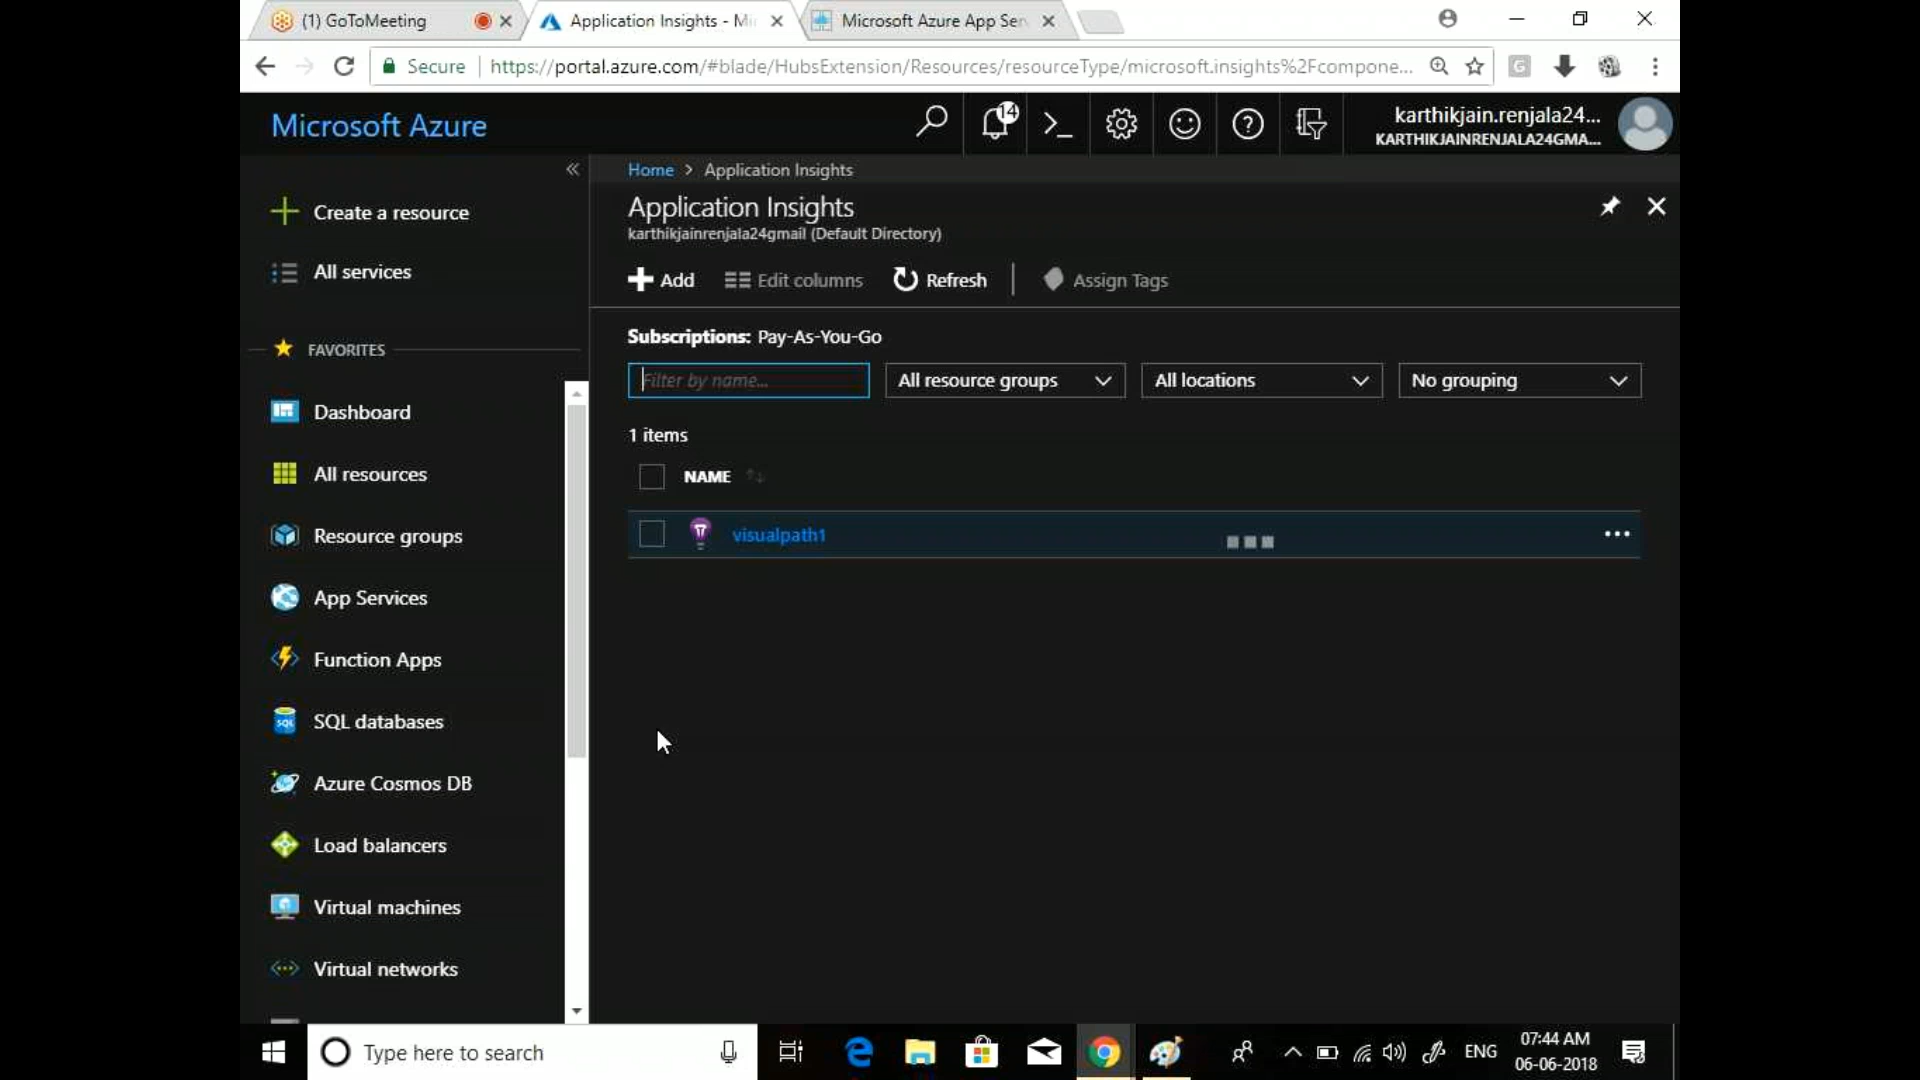 (1) GoToMeeting
Application Insights - Mi
Microsoft Azure App Ser
Secure
https://portal.azure.com/#blade/HubsExtension/Resources/resourceType/microsoft.insights%2Fcompone...
G
Microsoft Azure
14
karthikjain.renjala24...
KARTHIKJAINRENJALA24GMA...
Home > Application Insights
Application Insights
karthikjainrenjala24gmail (Default Directory)
Create a resource
All services
FAVORITES
Dashboard
All resources
Resource groups
App Services
Function Apps
SQL databases
Azure Cosmos DB
Load balancers
Virtual machines
Virtual networks
Add
Edit columns
Refresh
Assign Tags
Subscriptions: Pay-As-You-Go
Filter by name...
All resource groups
All locations
No grouping
1 items
NAME
visualpath1
Type here to search
ENG
07:44 AM
06-06-2018